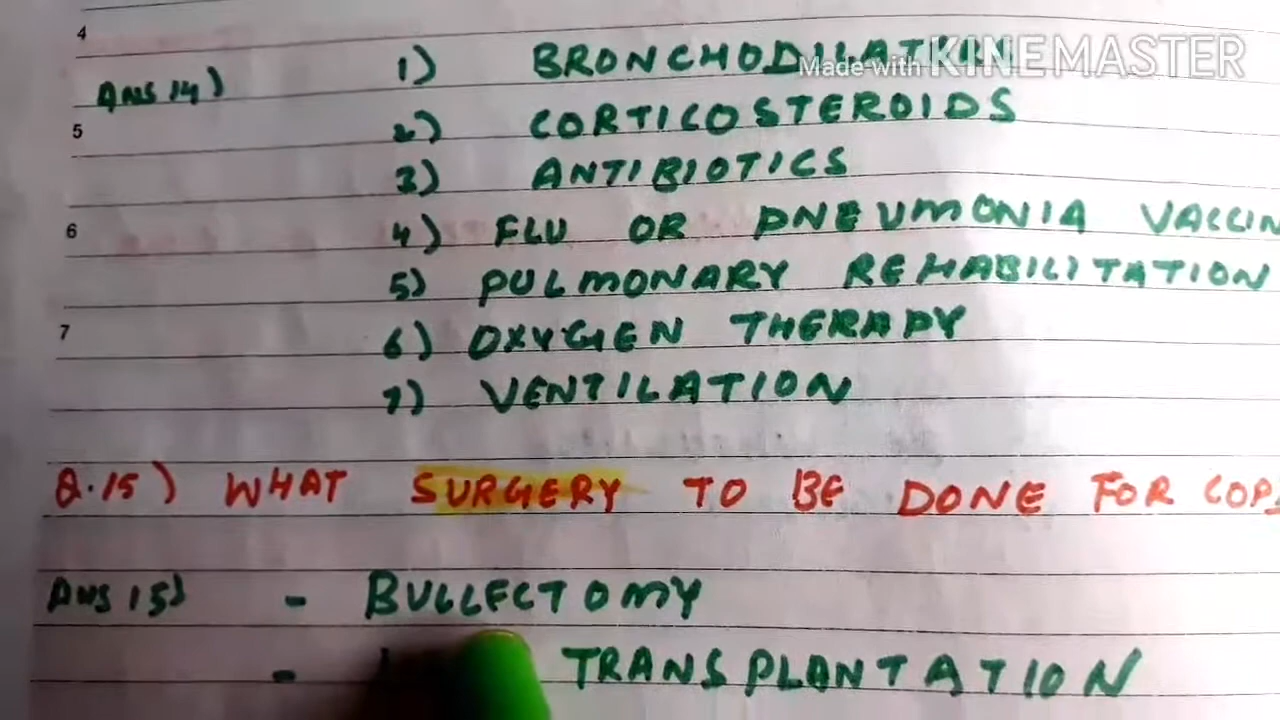 4
Ans 14) 1) BRONCHODILATION
Made with KINEMASTER
5
2) CORTICOSTEROIDS
3) ANTIBIOTICS
6
4) FLU OR PNEUMONIA VACCIN
5) PULMONARY REHABILITATION
7
6) OXYGEN THERAPY
7) VENTILATION
Q.15) WHAT SURGERY TO BE DONE FOR COPD
Ans 15) - BULLECTOMY
- TRANSPLANTATION